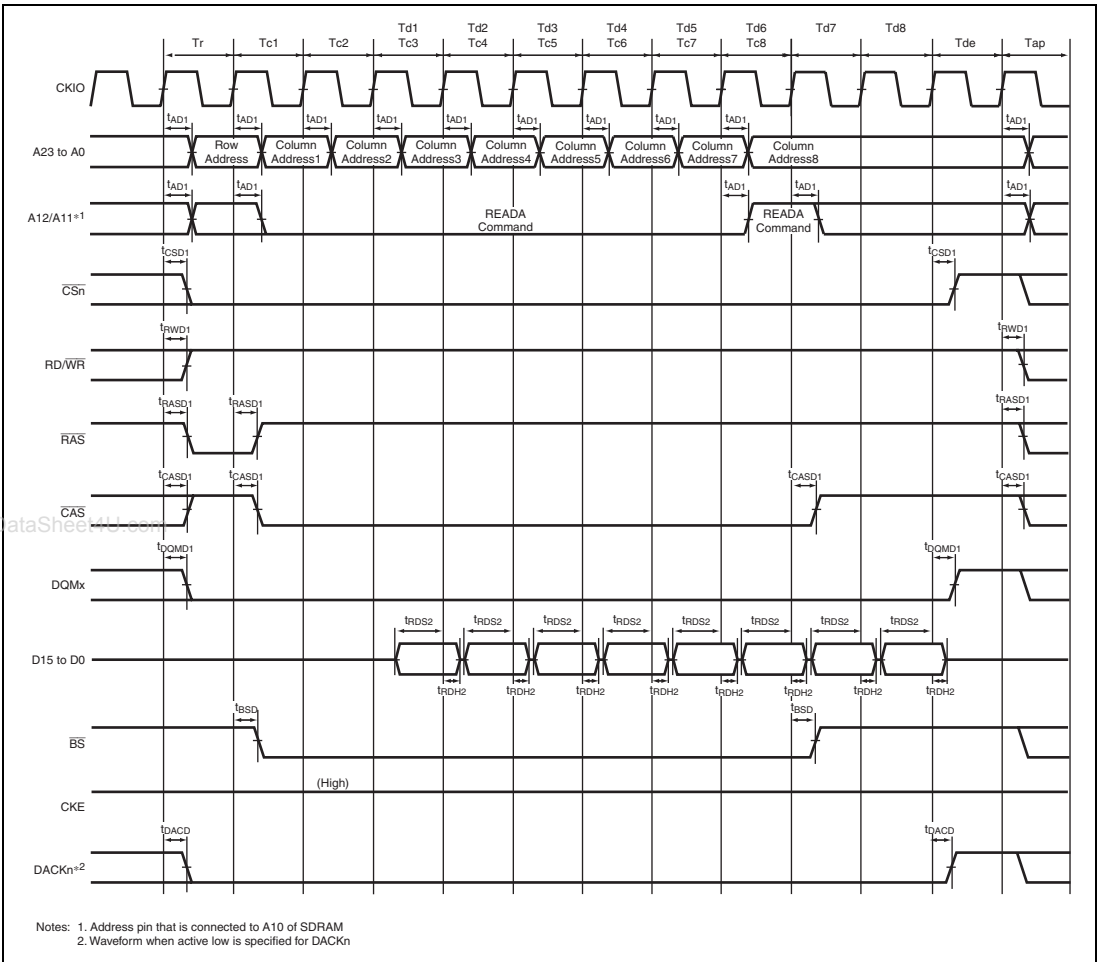 Td1 Td2 Td3 Td4 Td5 Td6
Tr Tc1 Tc2 Tc3 Tc4 Tc5 Tc6 Tc7 Tc8 Td7 Td8 Tde Tap
CKIO
tAD1 tAD1 tAD1 tAD1 tAD1 tAD1 tAD1 tAD1 tAD1 tAD1
A23 to A0
Row Address
Column Address1
Column Address2
Column Address3
Column Address4
Column Address5
Column Address6
Column Address7
Column Address8
tAD1 tAD1 tAD1 tAD1 tAD1
A12/A11*1
READA Command
READA Command
tCSD1 tCSD1
CSn
tRWD1 tRWD1
RD/WR
tRASD1 tRASD1 tRASD1
RAS
tCASD1 tCASD1 tCASD1 tCASD1
CAS
DataSheet4U.com
tDQMD1 tDQMD1
DQMx
tRDS2 tRDS2 tRDS2 tRDS2 tRDS2 tRDS2 tRDS2 tRDS2
D15 to D0
tRDH2 tRDH2 tRDH2 tRDH2 tRDH2 tRDH2 tRDH2 tRDH2
tBSD tBSD
BS
(High)
CKE
tDACD tDACD
DACKn*2
Notes: 1. Address pin that is connected to A10 of SDRAM
2. Waveform when active low is specified for DACKn